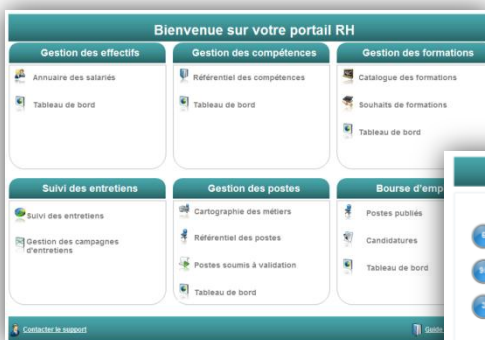 Bienvenue sur votre portail RH
Gestion des effectifs
Annuaire des salariés
Tableau de bord
Gestion des compétences
Référentiel des compétences
Tableau de bord
Gestion des formations
Catalogue des formations
Souhaits de formations
Tableau de bord
Suivi des entretiens
Suivi des entretiens
Gestion des campagnes
d'entretiens
Gestion des postes
Cartographie des métiers
Référentiel des postes
Postes soumis à validation
Tableau de bord
Bourse d'emp
Postes publiés
Candidatures
Tableau de bord
Contacter le support
Guide